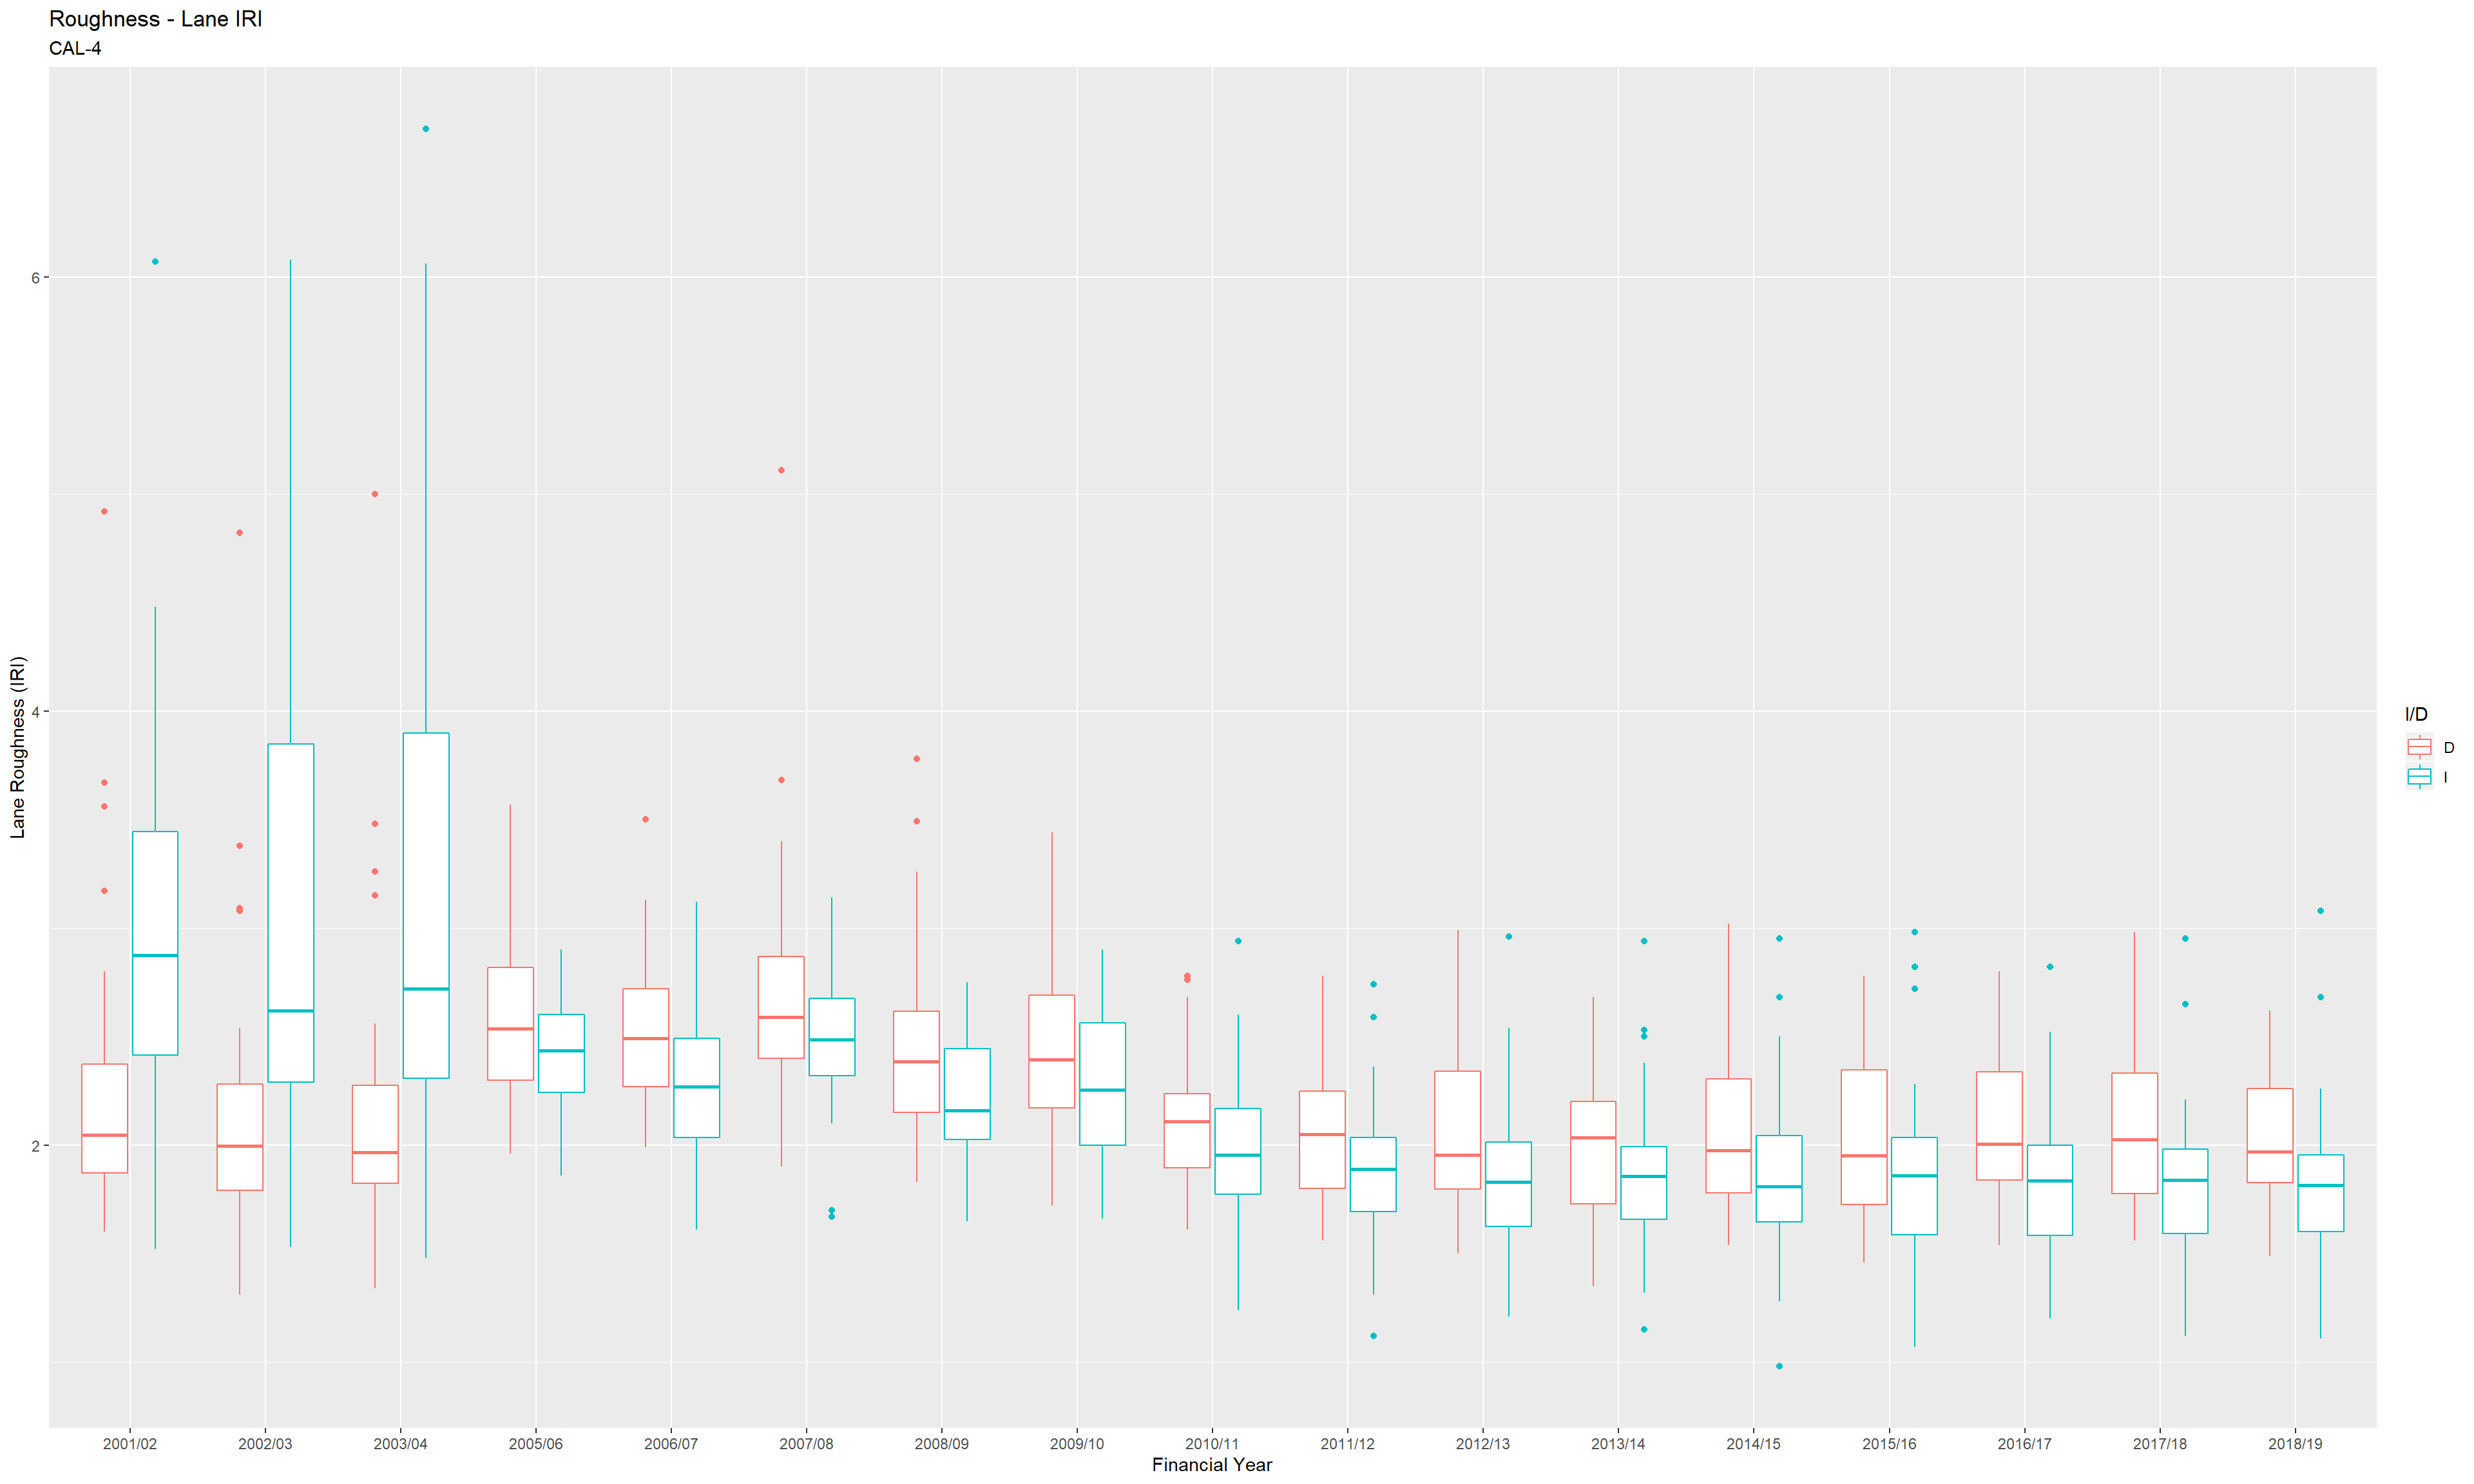 Roughness - Lane IRI
CAL-4
Lane Roughness (IRI)
6
4
2
2001/02 2002/03 2003/04 2005/06 2006/07 2007/08 2008/09 2009/10 2010/11 2011/12 2012/13 2013/14 2014/15 2015/16 2016/17 2017/18 2018/19
Financial Year
I/D
D
I